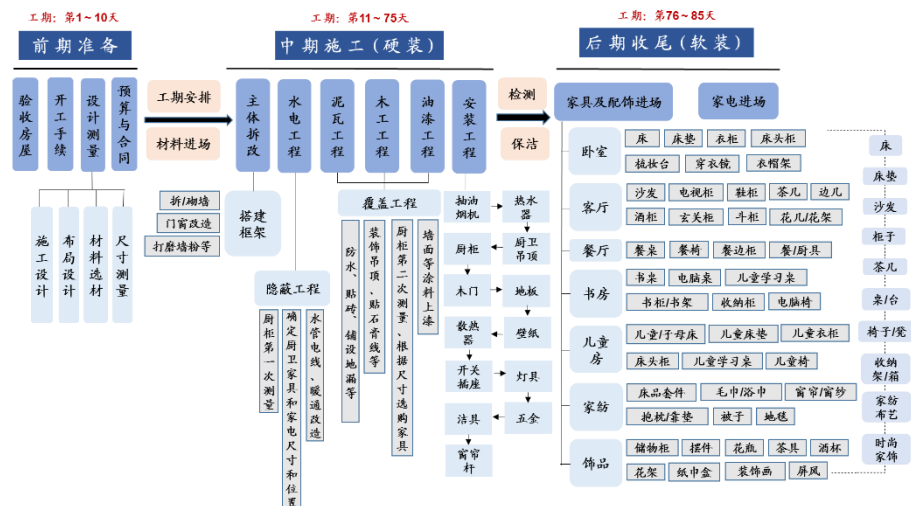 工期：第1~10天
前期准备
验收房屋
开工手续
设计测量
预算与合同
施工设计
布局设计
材料选材
尺寸测量
工期安排
材料进场
工期：第11~75天
中期施工(硬装)
主体拆改
水电工程
泥瓦工程
木工工程
油漆工程
安装工程
拆/砌墙
门窗改造
打磨墙粉等
搭建
框架
隐蔽工程
厨柜第一次测量
确定厨卫家具和家电尺寸和位置
水管电线、暖通改造
覆盖工程
防水、贴砖、铺设地漏等
装饰吊顶、贴石膏线等
厨柜第二次测量、根据尺寸选购家具
墙面等涂料上漆
抽油
烟机
热水
器
厨柜
厨卫
吊顶
木门
地板
散热
器
壁纸
开关
插座
灯具
洁具
五金
窗帘
杆
检测
保洁
工期：第76~85天
后期收尾(软装)
家具及配饰进场
家电进场
卧室
床
床垫
衣柜
床头柜
梳妆台
穿衣镜
衣帽架
客厅
沙发
电视柜
鞋柜
茶几
边几
酒柜
玄关柜
斗柜
花几/花架
餐厅
餐桌
餐椅
餐边柜
餐/厨具
书房
书桌
电脑桌
儿童学习桌
书柜/书架
收纳柜
电脑椅
儿童
房
儿童/子母床
儿童床垫
儿童衣柜
床头柜
儿童学习桌
儿童椅
家纺
床品套件
毛巾/浴巾
窗帘/窗纱
抱枕/靠垫
被子
地毯
饰品
储物柜
摆件
花瓶
茶具
酒杯
花架
纸巾盒
装饰画
屏风
床
床垫
沙发
柜子
茶几
桌/台
椅子/凳
收纳
架/箱
家纺
布艺
时尚
家饰